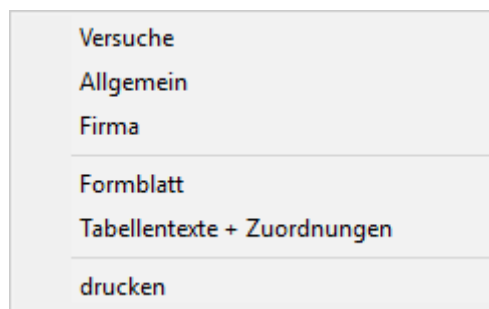 Versuche
Allgemein
Firma
Formblatt
Tabellentexte + Zuordnungen
drucken